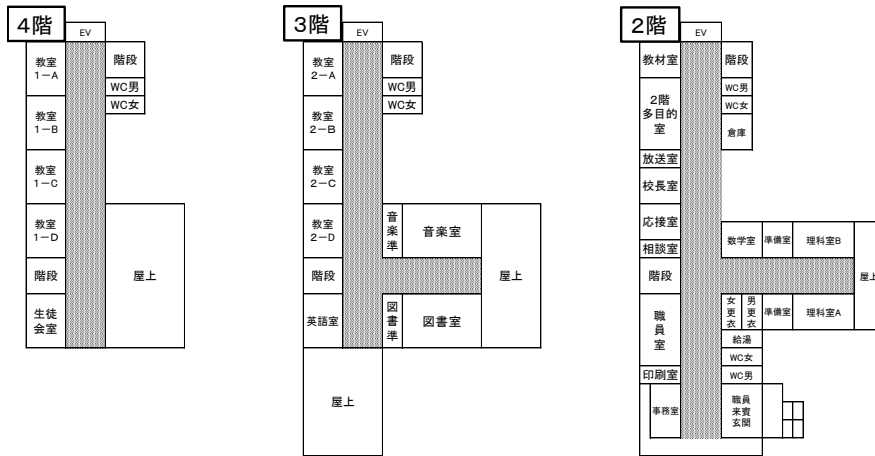 4階
EV
教室
1－A
階段
WC男
WC女
教室
1－B
教室
1－C
教室
1－D
階段
屋上
生徒
会室
3階
EV
教室
2－A
階段
WC男
WC女
教室
2－B
教室
2－C
教室
2－D
音楽準
音楽室
階段
屋上
英語室
図書準
図書室
屋上
2階
EV
教材室
階段
WC男
WC女
2階
多目的
室
倉庫
放送室
校長室
応接室
相談室
数学室
準備室
理科室B
階段
屋上
職員室
女更衣
男更衣
準備室
理科室A
給湯
WC女
印刷室
WC男
事務室
職員
来賓
玄関